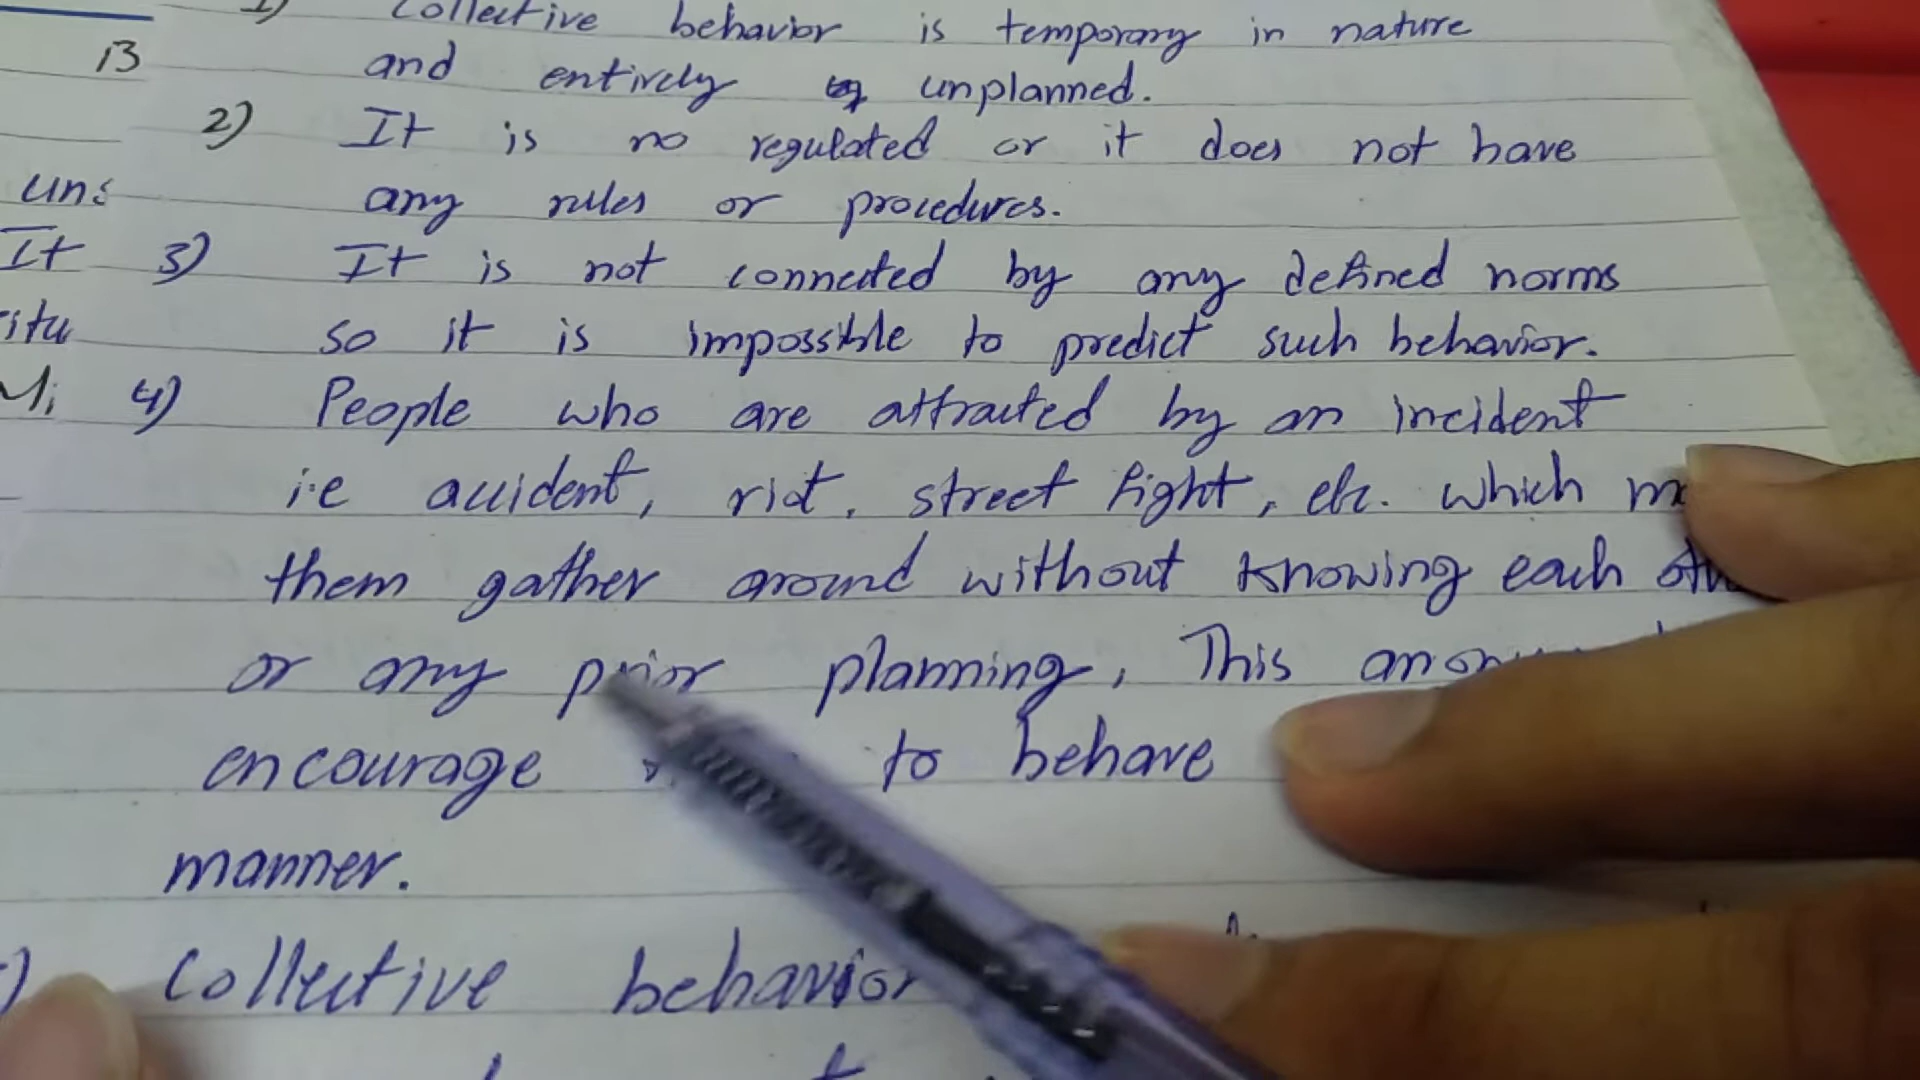 1) Collective behavior is temporary in nature
13 and entirely unplanned.
2) It is no regulated or it does not have
any rules or procedures.
It 3) It is not connected by any defined norms
so it is impossible to predict such behavior.
4) People who are attracted by an incident
i.e accident, riot, street fight, etc. which
them gather around without knowing each
or any prior planning, This
encourage to behave
manner.
Collective behavior